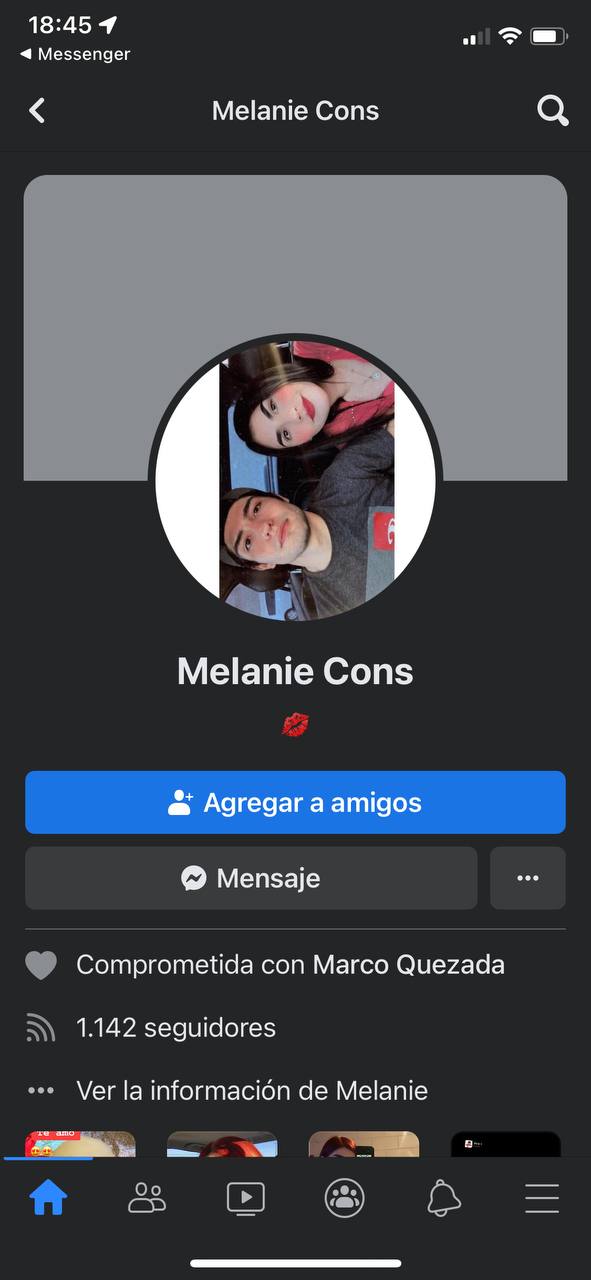 18:45
◀ Messenger
Melanie Cons
Melanie Cons
💋
Agregar a amigos
Mensaje
Comprometida con Marco Quezada
1.142 seguidores
Ver la información de Melanie
Te amo